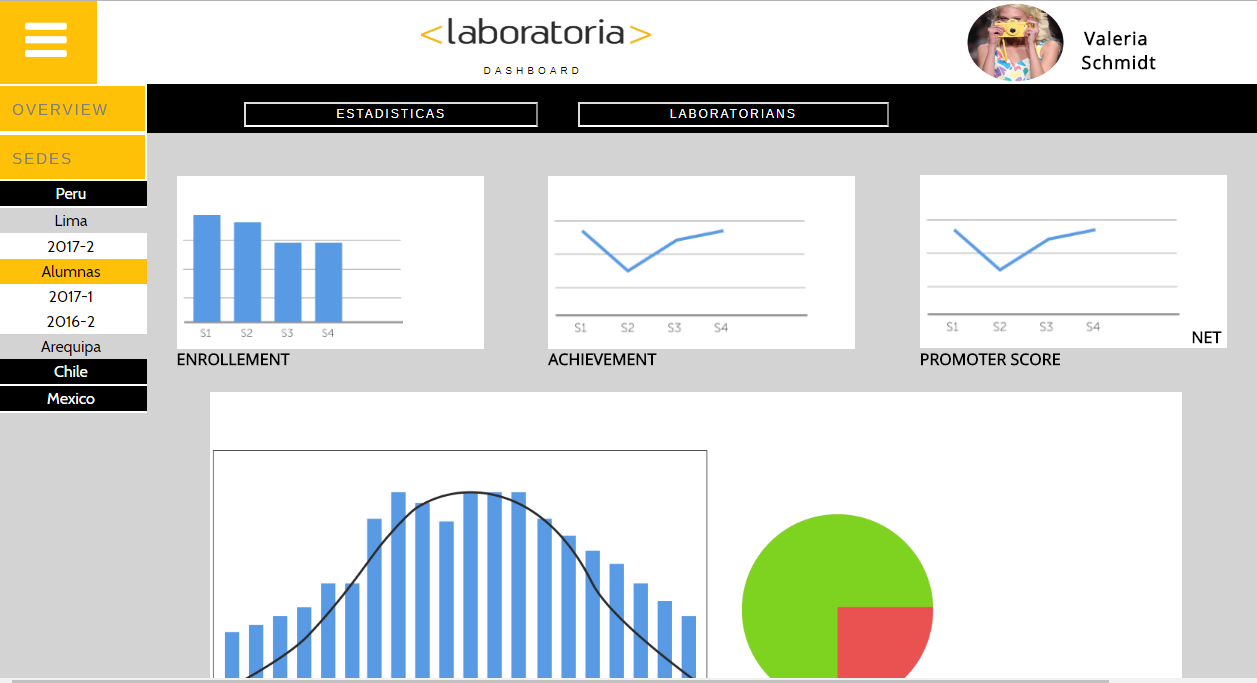 <laboratoria>
DASHBOARD
Valeria
Schmidt
OVERVIEW
SEDES
Peru
Lima
2017-2
Alumnas
2017-1
2016-2
Arequipa
Chile
Mexico
ESTADISTICAS
LABORATORIANS
S1 S2 S3 S4
ENROLLEMENT
S1 S2 S3 S4
ACHIEVEMENT
S1 S2 S3 S4
NET
PROMOTER SCORE